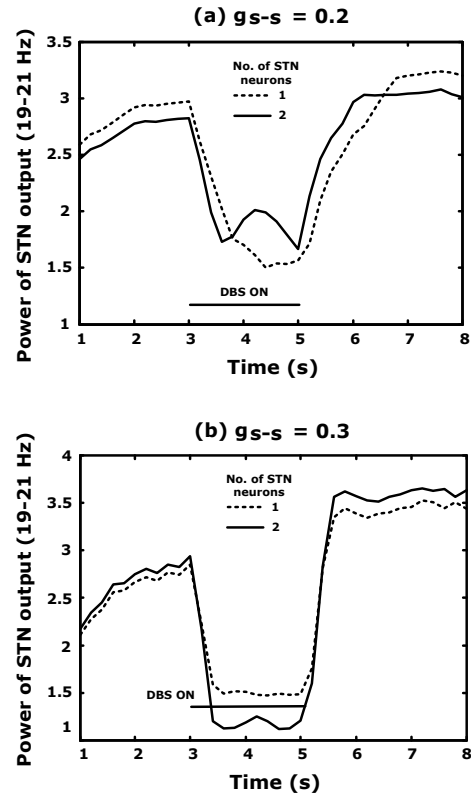 (a) gs-s = 0.2
Power of STN output (19-21 Hz)
3.5
3
2.5
2
1.5
1
No. of STN
neurons
1
2
DBS ON
1 2 3 4 5 6 7 8
Time (s)
(b) gs-s = 0.3
Power of STN output (19-21 Hz)
4
3.5
3
2.5
2
1.5
1
No. of STN
neurons
1
2
DBS ON
1 2 3 4 5 6 7 8
Time (s)